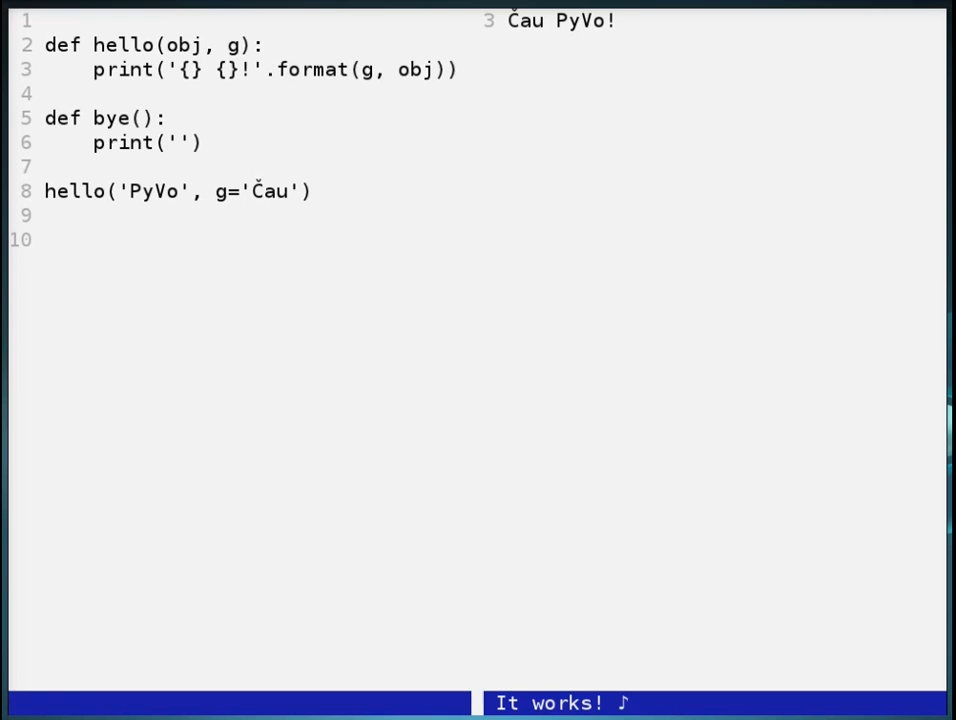 1
2 def hello(obj, g):
3     print('{} {}!'.format(g, obj))
4
5 def bye():
6     print('')
7
8 hello('PyVo', g='Čau')
9
10
3 Čau PyVo!
It works! ♪